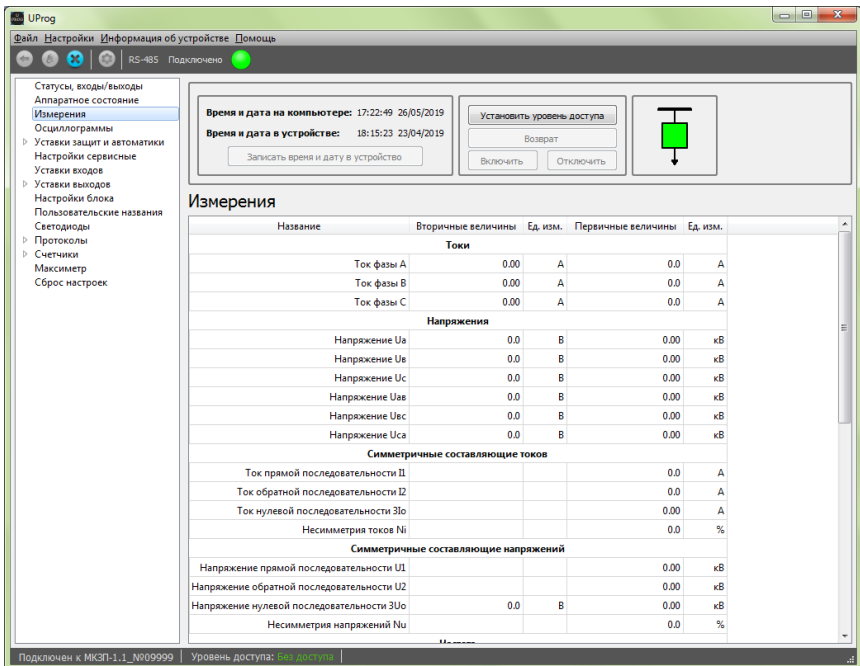 UProg
Файл Настройки Информация об устройстве Помощь
RS-485 Подключено
Статусы, входы/выходы
Аппаратное состояние
Измерения
Осциллограммы
Уставки защит и автоматики
Настройки сервисные
Уставки входов
Уставки выходов
Настройки блока
Пользовательские названия
Светодиоды
Протоколы
Счетчики
Максиметр
Сброс настроек
Время и дата на компьютере: 17:22:49 26/05/2019
Время и дата в устройстве: 18:15:23 23/04/2019
Записать время и дату в устройство
Установить уровень доступа
Возврат
Включить Отключить
Измерения
Название Вторичные величины Ед. изм. Первичные величины Ед. изм.
Токи
Ток фазы A 0.00 А 0.0 А
Ток фазы B 0.00 А 0.0 А
Ток фазы C 0.00 А 0.0 А
Напряжения
Напряжение Uа 0.0 В 0.00 кВ
Напряжение Uв 0.0 В 0.00 кВ
Напряжение Uс 0.0 В 0.00 кВ
Напряжение Uав 0.0 В 0.00 кВ
Напряжение Uвс 0.0 В 0.00 кВ
Напряжение Uса 0.0 В 0.00 кВ
Симметричные составляющие токов
Ток прямой последовательности I1 0.0 А
Ток обратной последовательности I2 0.0 А
Ток нулевой последовательности 3Io 0.00 А
Несимметрия токов Ni 0.0 %
Симметричные составляющие напряжений
Напряжение прямой последовательности U1 0.00 кВ
Напряжение обратной последовательности U2 0.00 кВ
Напряжение нулевой последовательности 3Uo 0.0 В 0.00 кВ
Несимметрия напряжений Nu 0.0 %
Подключен к МКЗП-1.1_№09999 Уровень доступа: Без доступа